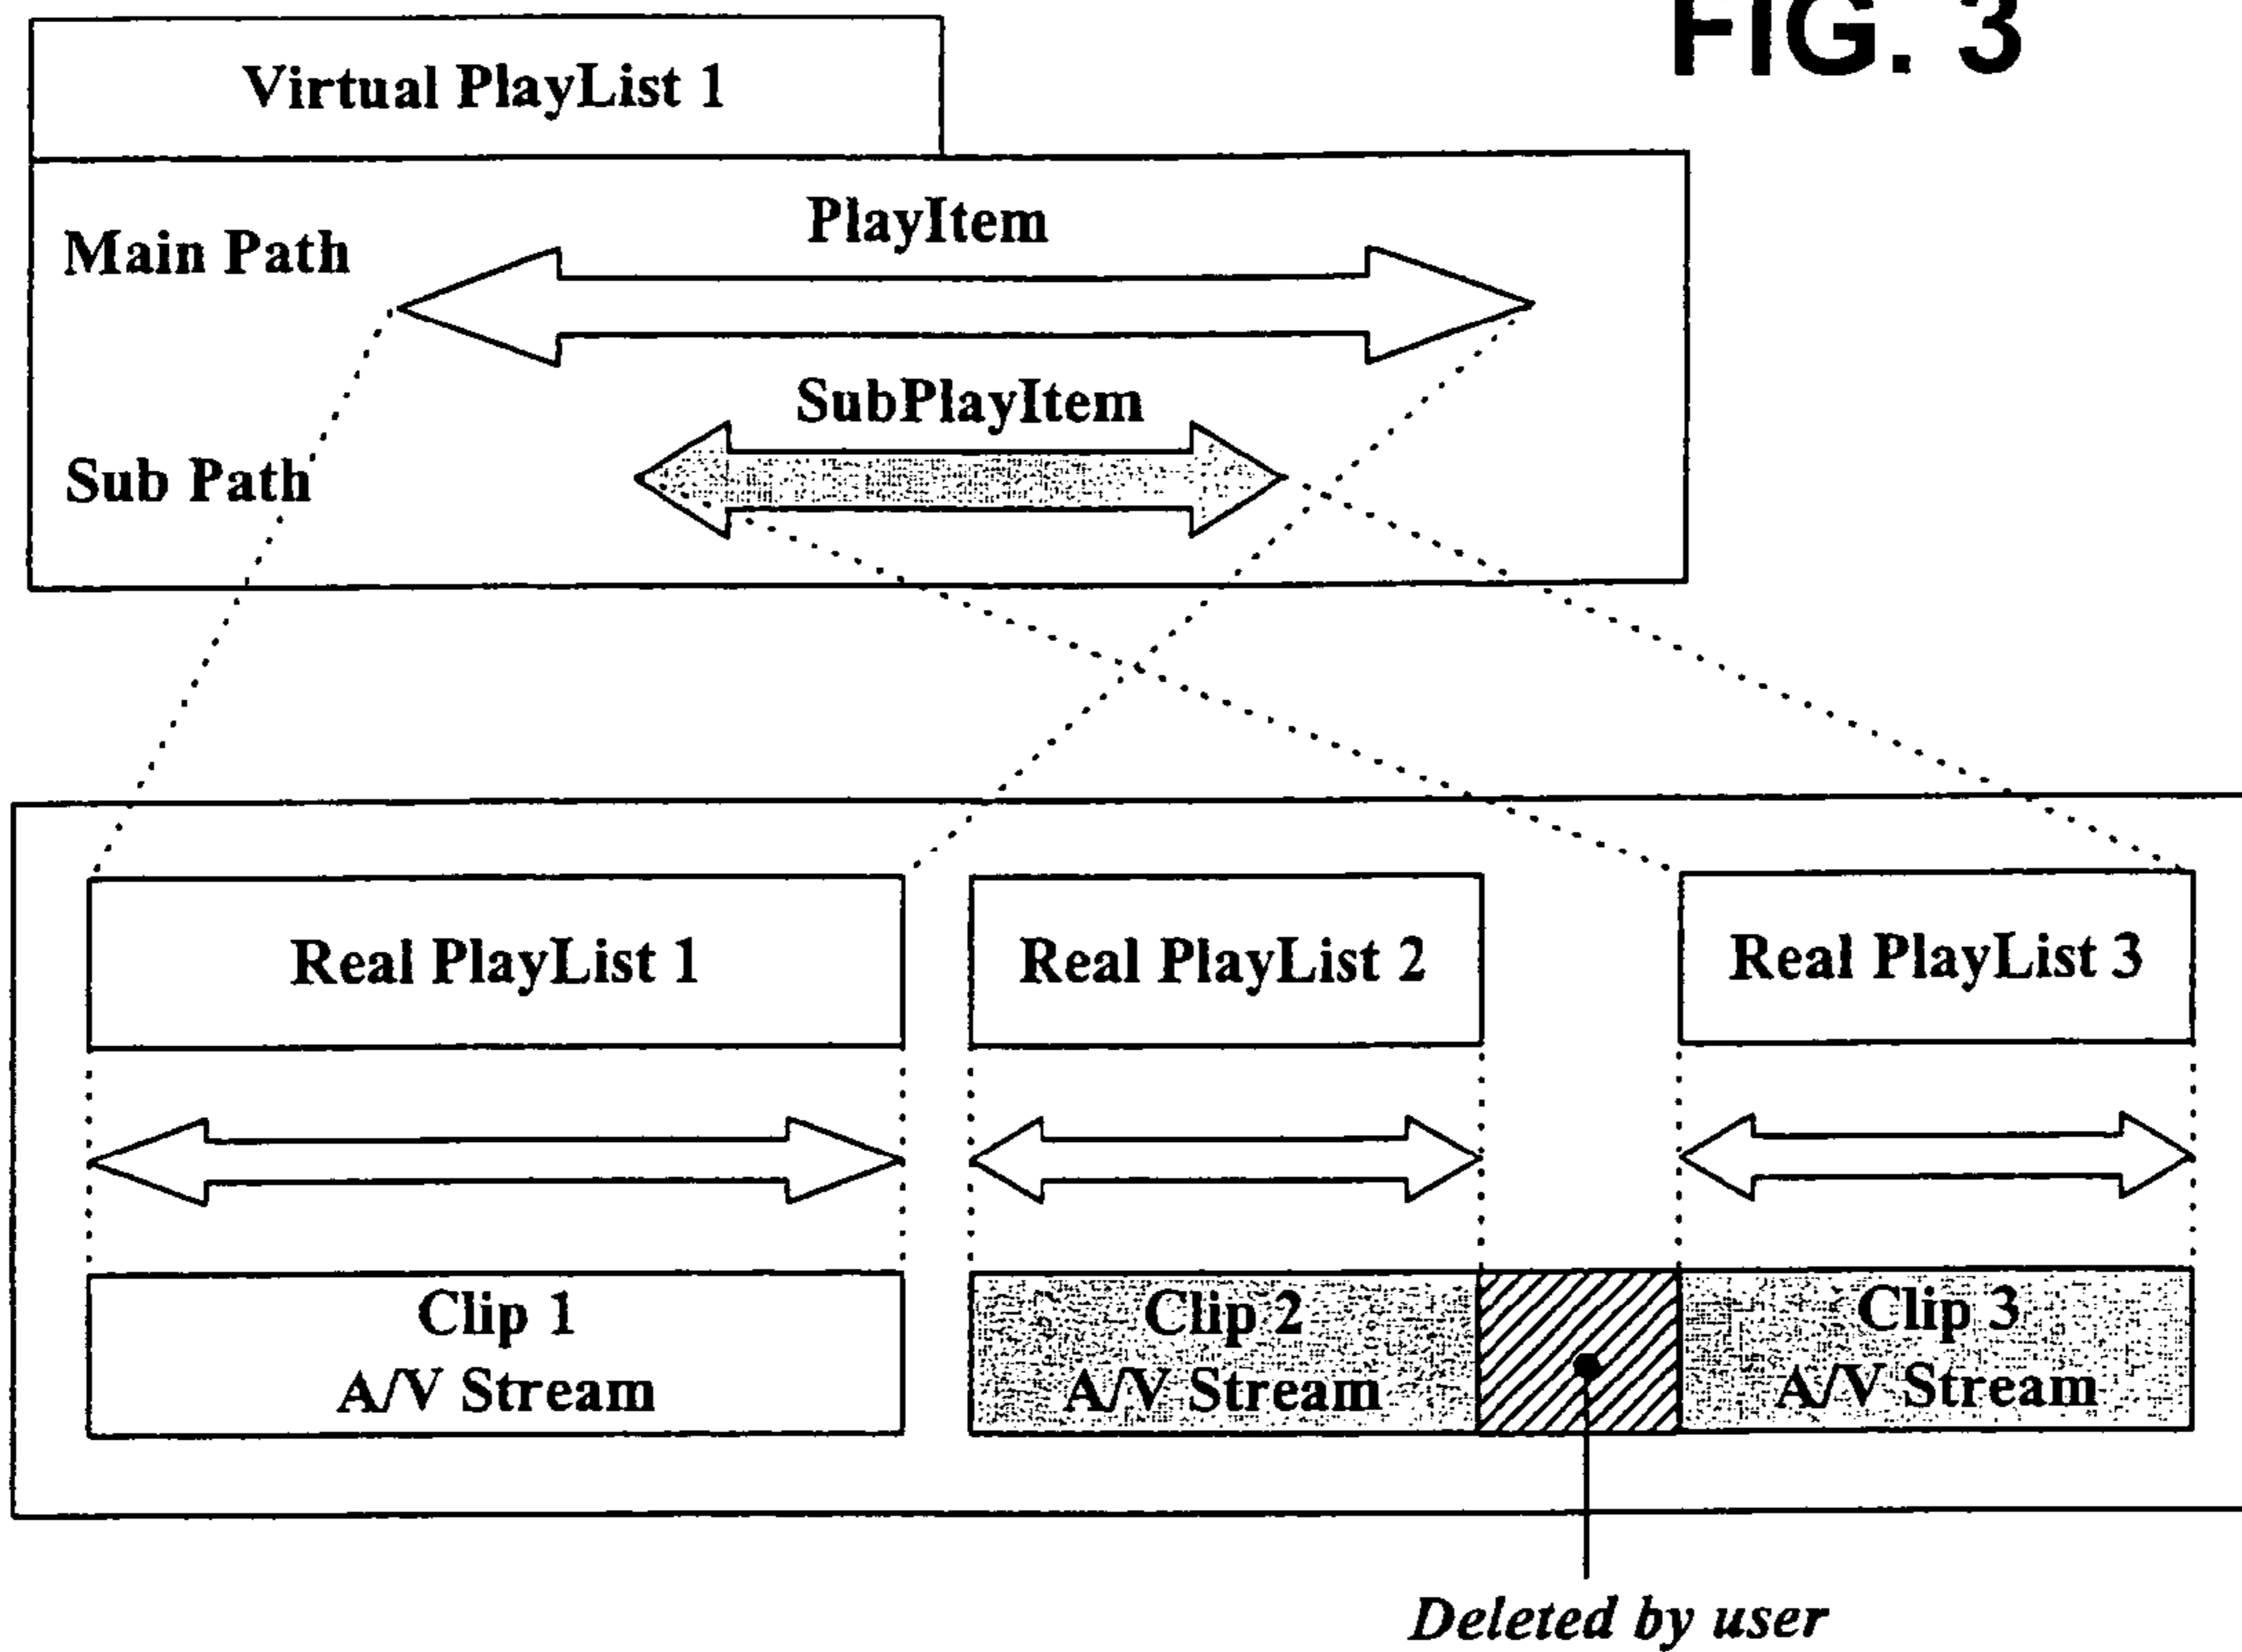 FIG. 3
Virtual PlayList 1
PlayItem
Main Path
SubPlayItem
Sub Path
Real PlayList 1
Real PlayList 2
Real PlayList 3
Clip 1
A/V Stream
Clip 2
A/V Stream
Clip 3
A/V Stream
Deleted by user